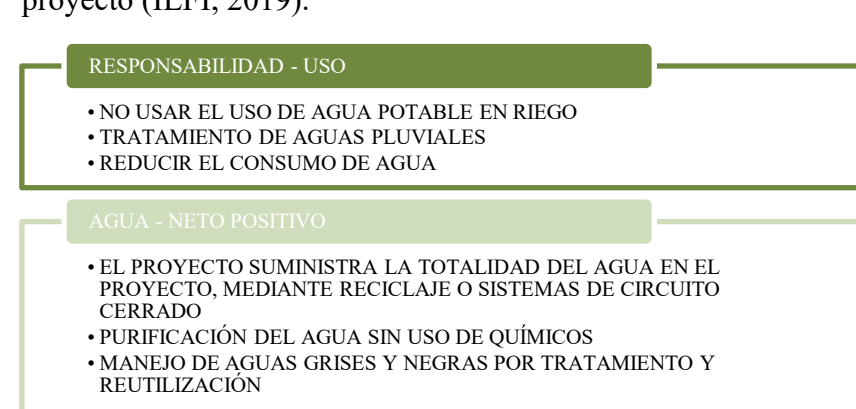 proyecto (ILFI, 2019).
RESPONSABILIDAD - USO
• NO USAR EL USO DE AGUA POTABLE EN RIEGO
• TRATAMIENTO DE AGUAS PLUVIALES
• REDUCIR EL CONSUMO DE AGUA
AGUA - NETO POSITIVO
• EL PROYECTO SUMINISTRA LA TOTALIDAD DEL AGUA EN EL
PROYECTO, MEDIANTE RECICLAJE O SISTEMAS DE CIRCUITO
CERRADO
• PURIFICACIÓN DEL AGUA SIN USO DE QUÍMICOS
• MANEJO DE AGUAS GRISES Y NEGRAS POR TRATAMIENTO Y
REUTILIZACIÓN